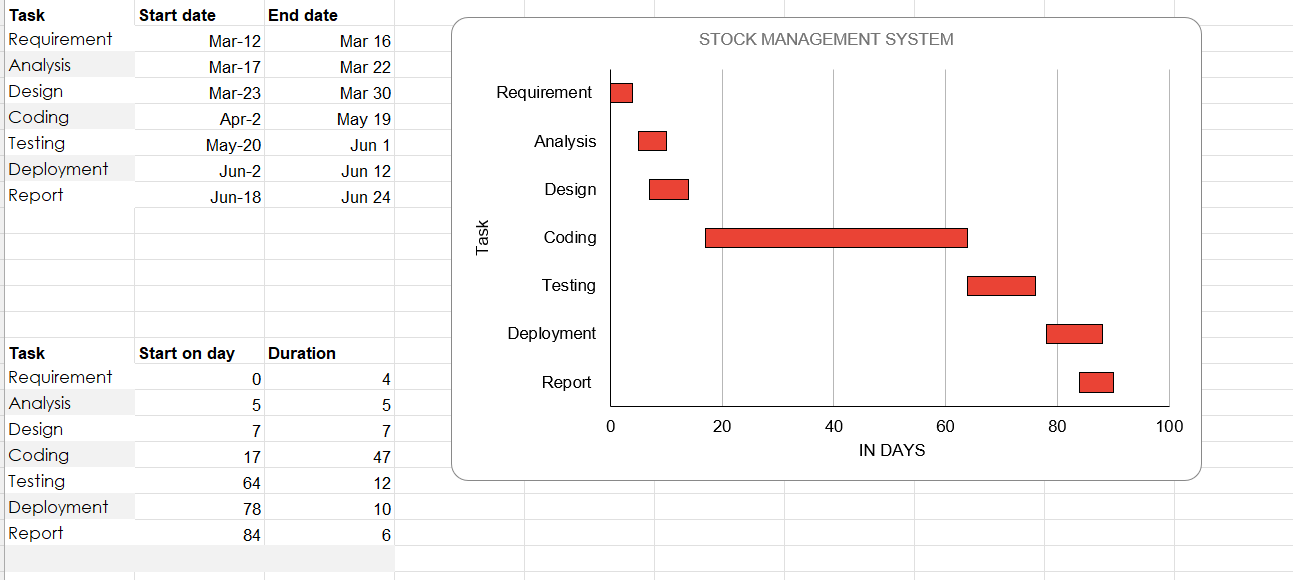 Task Start date End date
Requirement Mar-12 Mar 16
Analysis Mar-17 Mar 22
Design Mar-23 Mar 30
Coding Apr-2 May 19
Testing May-20 Jun 1
Deployment Jun-2 Jun 12
Report Jun-18 Jun 24
Task Start on day Duration
Requirement 0 4
Analysis 5 5
Design 7 7
Coding 17 47
Testing 64 12
Deployment 78 10
Report 84 6
STOCK MANAGEMENT SYSTEM
Task
Requirement
Analysis
Design
Coding
Testing
Deployment
Report
0 20 40 60 80 100
IN DAYS